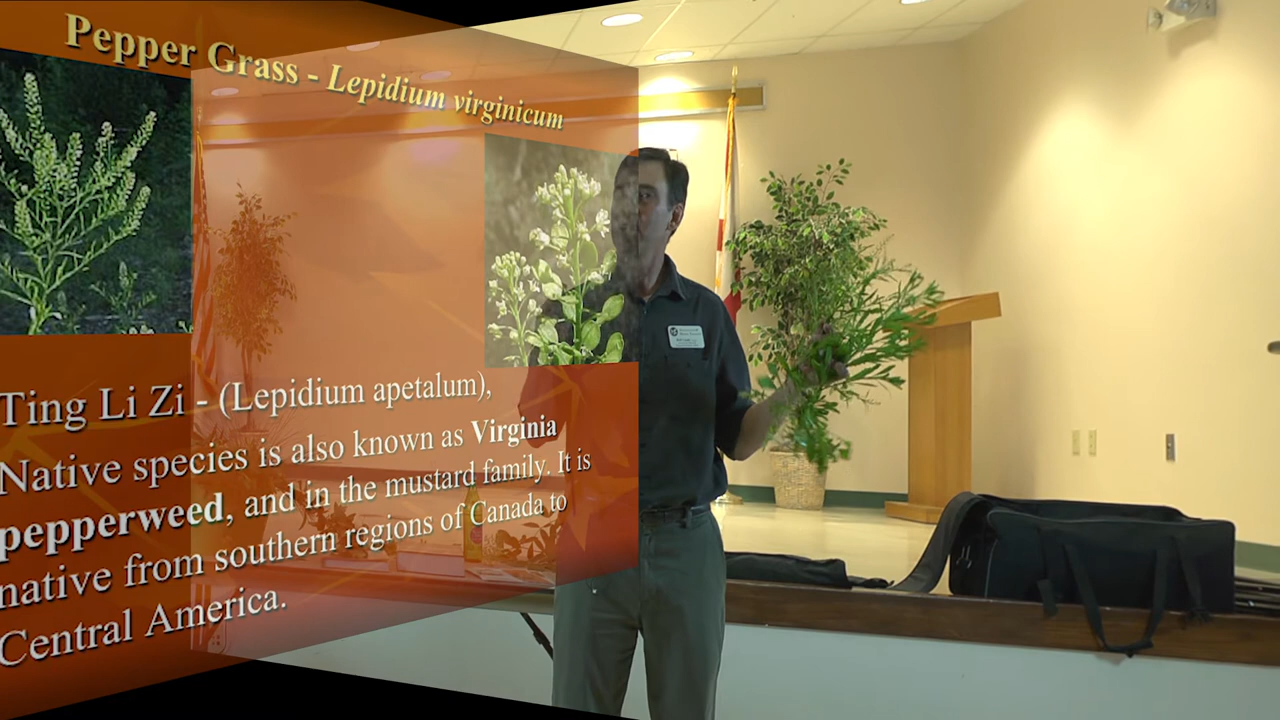 Pepper Grass - Lepidium virginicum
Ting Li Zi - (Lepidium apetalum),
Native species is also known as Virginia
pepperweed, and in the mustard family. It is
native from southern regions of Canada to
Central America.